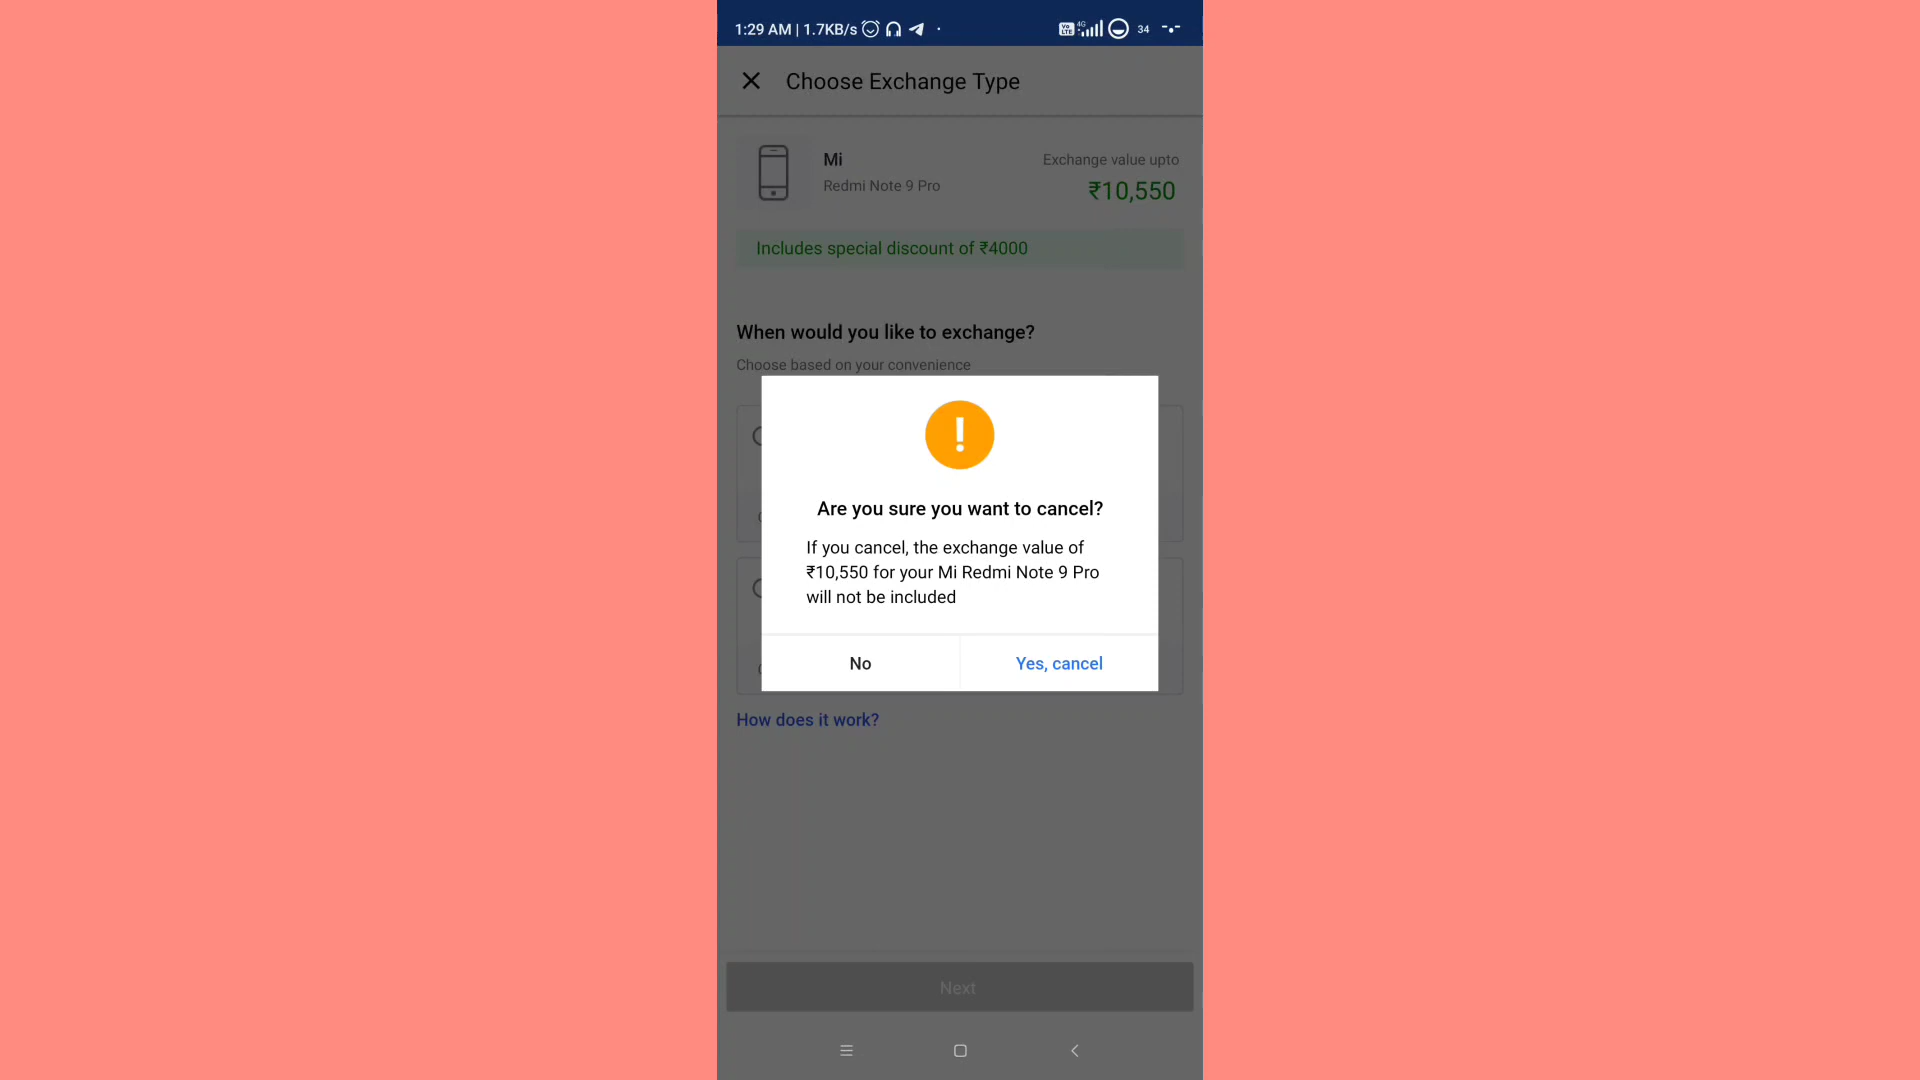 1:29 AM | 1.7KB/s
Vo LTE 4G 34
Choose Exchange Type
Mi
Exchange value upto
Redmi Note 9 Pro
₹10,550
Includes special discount of ₹4000
When would you like to exchange?
Choose based on your convenience
Are you sure you want to cancel?
If you cancel, the exchange value of
₹10,550 for your Mi Redmi Note 9 Pro
will not be included
No
Yes, cancel
How does it work?
Next